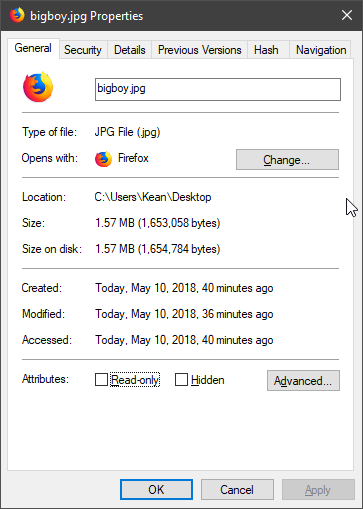 bigboy.jpg Properties
General Security Details Previous Versions Hash Navigation
bigboy.jpg
Type of file: JPG File (.jpg)
Opens with: Firefox Change...
Location: C:\Users\Kean\Desktop
Size: 1.57 MB (1,653,058 bytes)
Size on disk: 1.57 MB (1,654,784 bytes)
Created: Today, May 10, 2018, 40 minutes ago
Modified: Today, May 10, 2018, 36 minutes ago
Accessed: Today, May 10, 2018, 40 minutes ago
Attributes: Read-only Hidden Advanced...
OK Cancel Apply